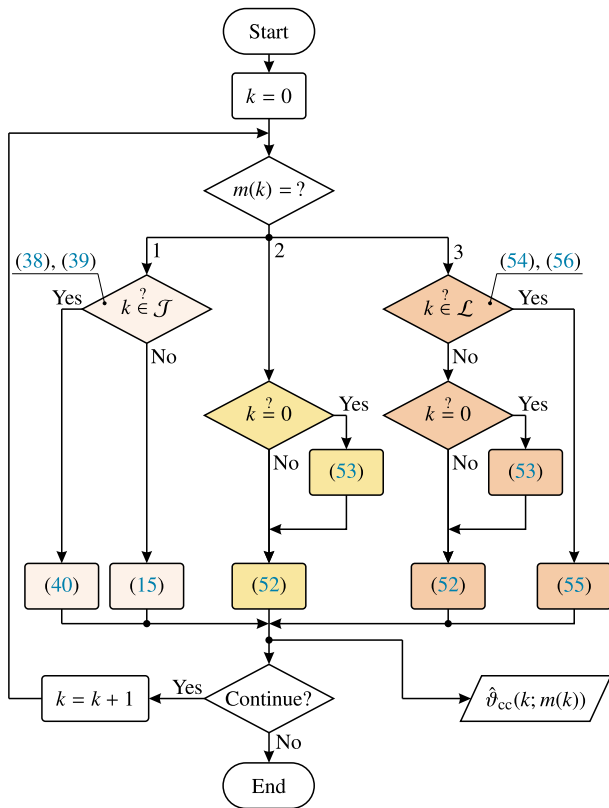 Start
k = 0
m(k) = ?
1 2 3
(38), (39) (54), (56)
Yes k ∈? 𝒥 k ∈? ℒ Yes
No No
k =? 0 Yes k =? 0 Yes
No (53) No (53)
(40) (15) (52) (52) (55)
k = k + 1 Yes Continue? ϑ̂cc(k; m(k))
No
End